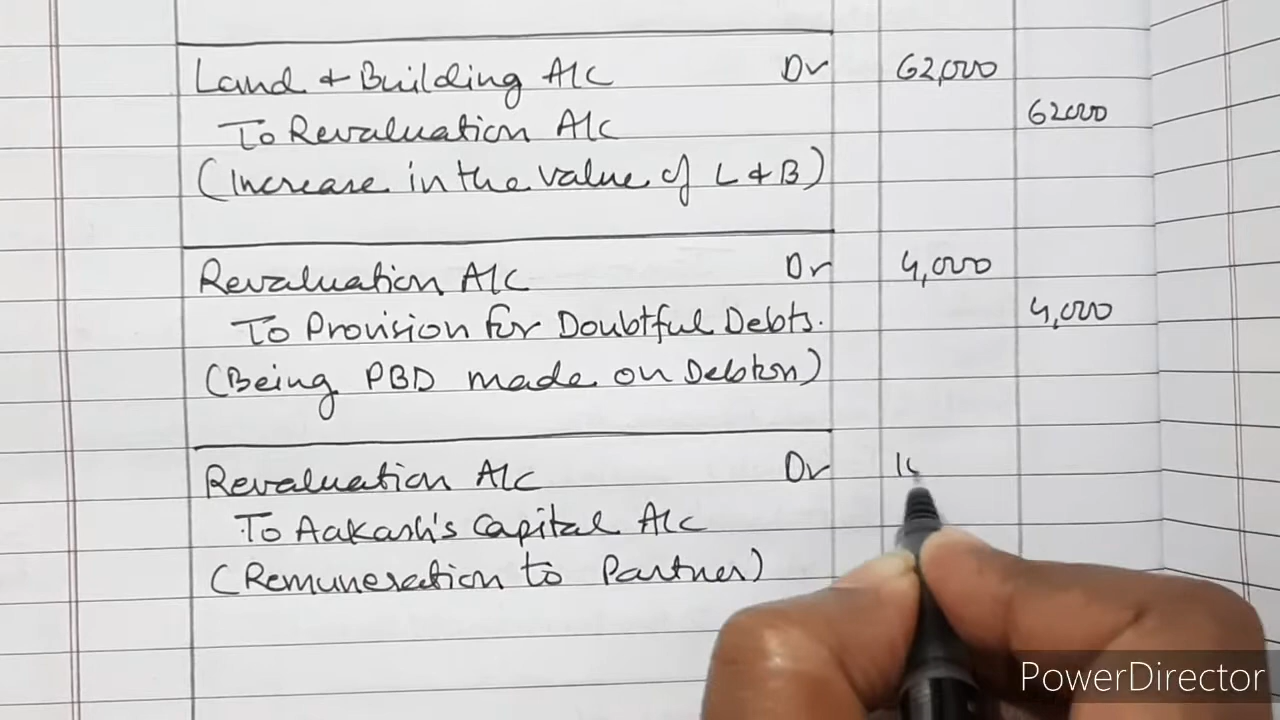 Land & Building A/C Dr 62,000
To Revaluation A/C 62000
(Increase in the value of L & B)
Revaluation A/C Dr 4,000
To Provision for Doubtful Debts. 4,000
(Being PBD made on Debtors)
Revaluation A/C Dr
To Aakash's Capital A/C
(Remuneration to Partner)
PowerDirector